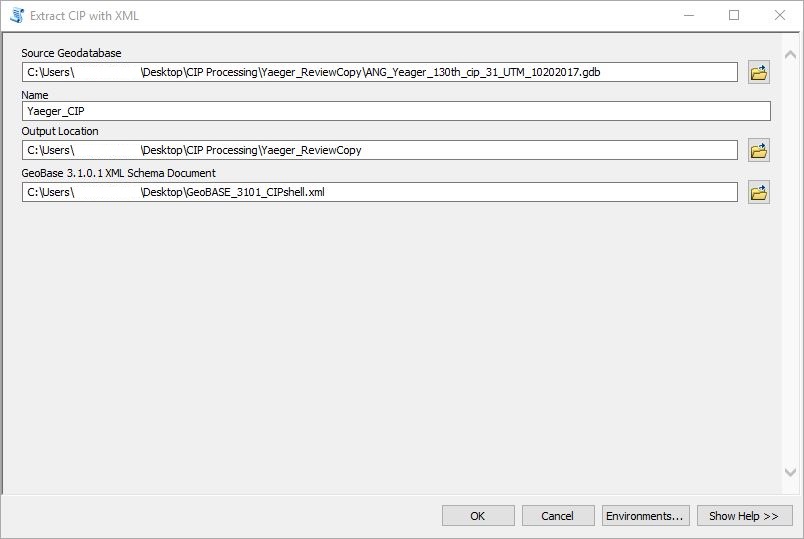 Extract CIP with XML
Source Geodatabase
C:\Users\ \Desktop\CIP Processing\Yaeger_ReviewCopy\ANG_Yeager_130th_cip_31_UTM_10202017.gdb
Name
Yaeger_CIP
Output Location
C:\Users\ \Desktop\CIP Processing\Yaeger_ReviewCopy
GeoBase 3.1.0.1 XML Schema Document
C:\Users\ \Desktop\GeoBASE_3101_CIPshell.xml
OK Cancel Environments... Show Help >>